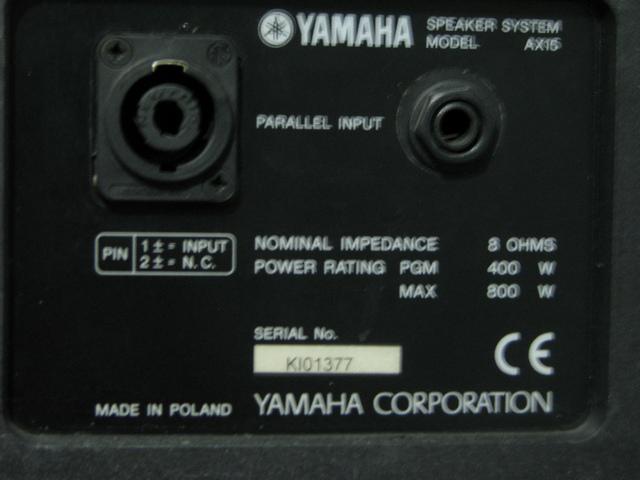 YAMAHA SPEAKER SYSTEM
MODEL AX15
PARALLEL INPUT
PIN 1 ± = INPUT
2 ± = N.C.
NOMINAL IMPEDANCE 8 OHMS
POWER RATING PGM 400 W
MAX 800 W
SERIAL No.
KI01377
MADE IN POLAND YAMAHA CORPORATION
CE